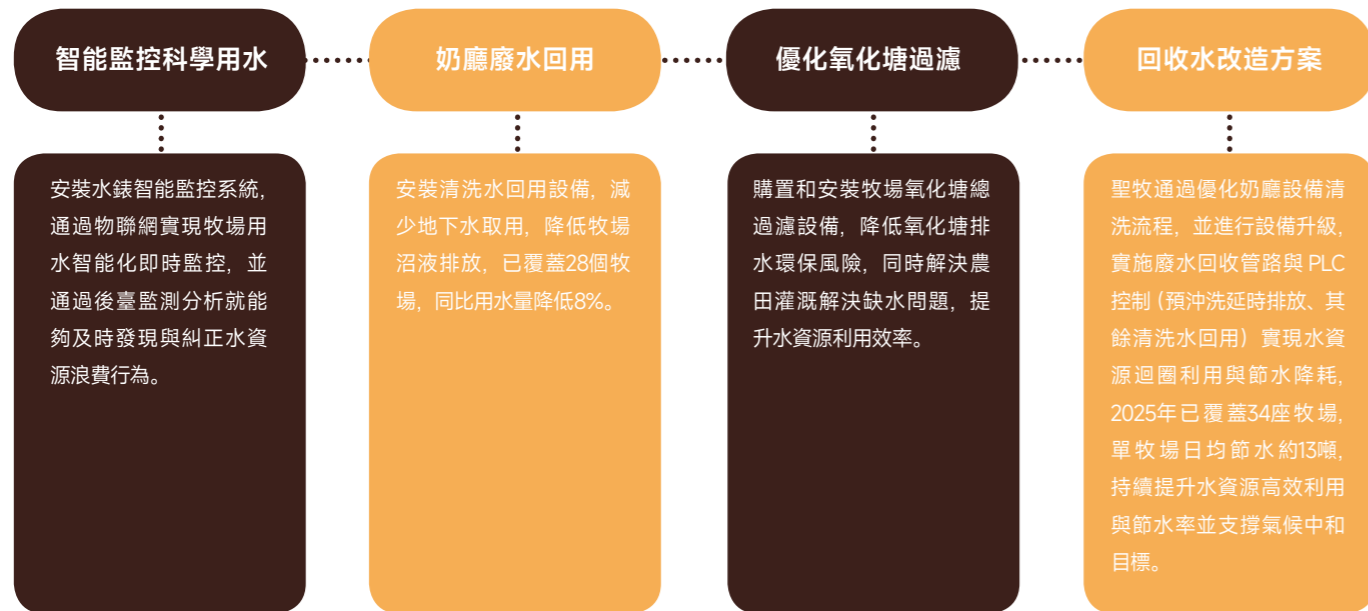 智能監控科學用水
奶廳廢水回用
優化氧化塘過濾
回收水改造方案
安裝水錶智能監控系統,
通過物聯網實現牧場用
水智能化即時監控, 並
通過後臺監測分析就能
夠及時發現與糾正水資
源浪費行為。
安裝清洗水回用設備, 減
少地下水取用, 降低牧場
沼液排放, 已覆蓋28個牧
場, 同比用水量降低8%。
購置和安裝牧場氧化塘總
過濾設備, 降低氧化塘排
水環保風險, 同時解決農
田灌溉解決缺水問題, 提
升水資源利用效率。
聖牧通過優化奶廳設備清
洗流程, 並進行設備升級,
實施廢水回收管路與 PLC
控制 (預沖洗延時排放、其
餘清洗水回用) 實現水資
源迴圈利用與節水降耗,
2025年已覆蓋34座牧場,
單牧場日均節水約13噸,
持續提升水資源高效利用
與節水率並支撐氣候中和
目標。